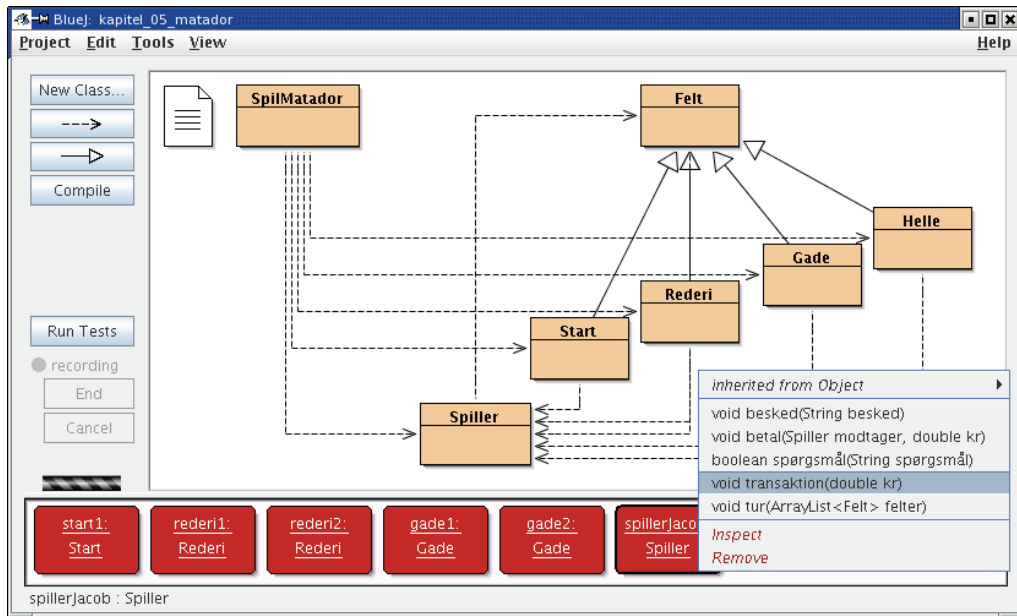 BlueJ: kapitel_05_matador
Project Edit Tools View Help
New Class...
Compile
Run Tests
recording
End
Cancel
SpilMatador
Felt
Helle
Gade
Rederi
Start
Spiller
inherited from Object
void besked(String besked)
void betal(Spiller modtager, double kr)
boolean spørgsmål(String spørgsmål)
void transaktion(double kr)
void tur(ArrayList<Felt> felter)
Inspect
Remove
start1:
Start
rederi1:
Rederi
rederi2:
Rederi
gade1:
Gade
gade2:
Gade
spillerJaco
Spiller
spillerJacob : Spiller